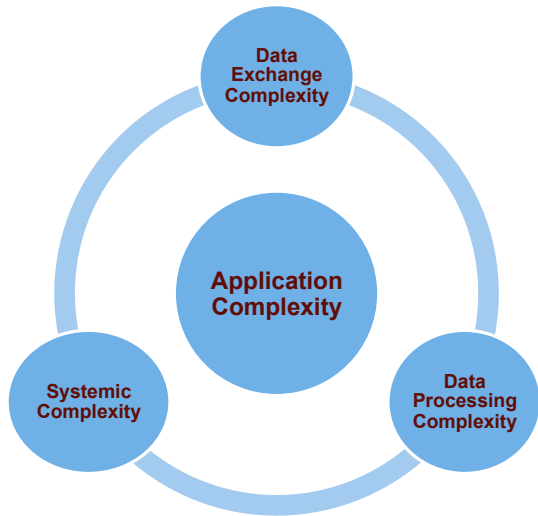 Data
Exchange
Complexity
Application
Complexity
Systemic
Complexity
Data
Processing
Complexity